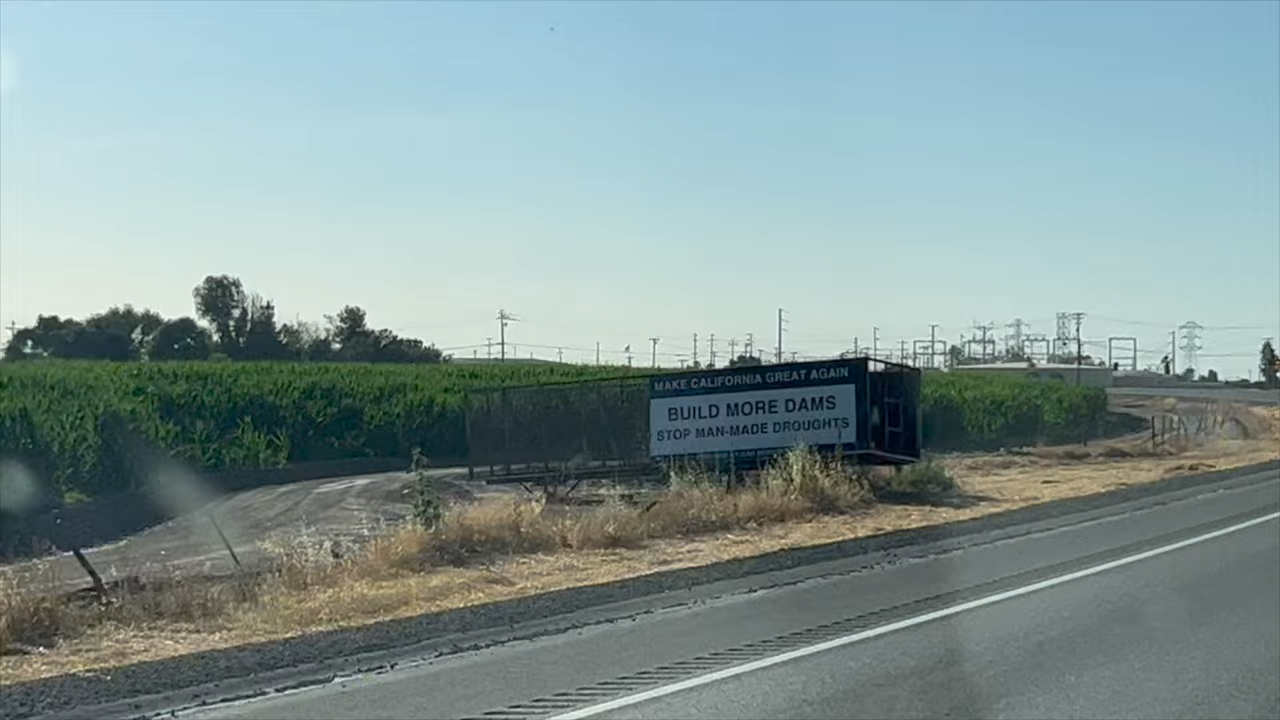 MAKE CALIFORNIA GREAT AGAIN
BUILD MORE DAMS
STOP MAN-MADE DROUGHTS